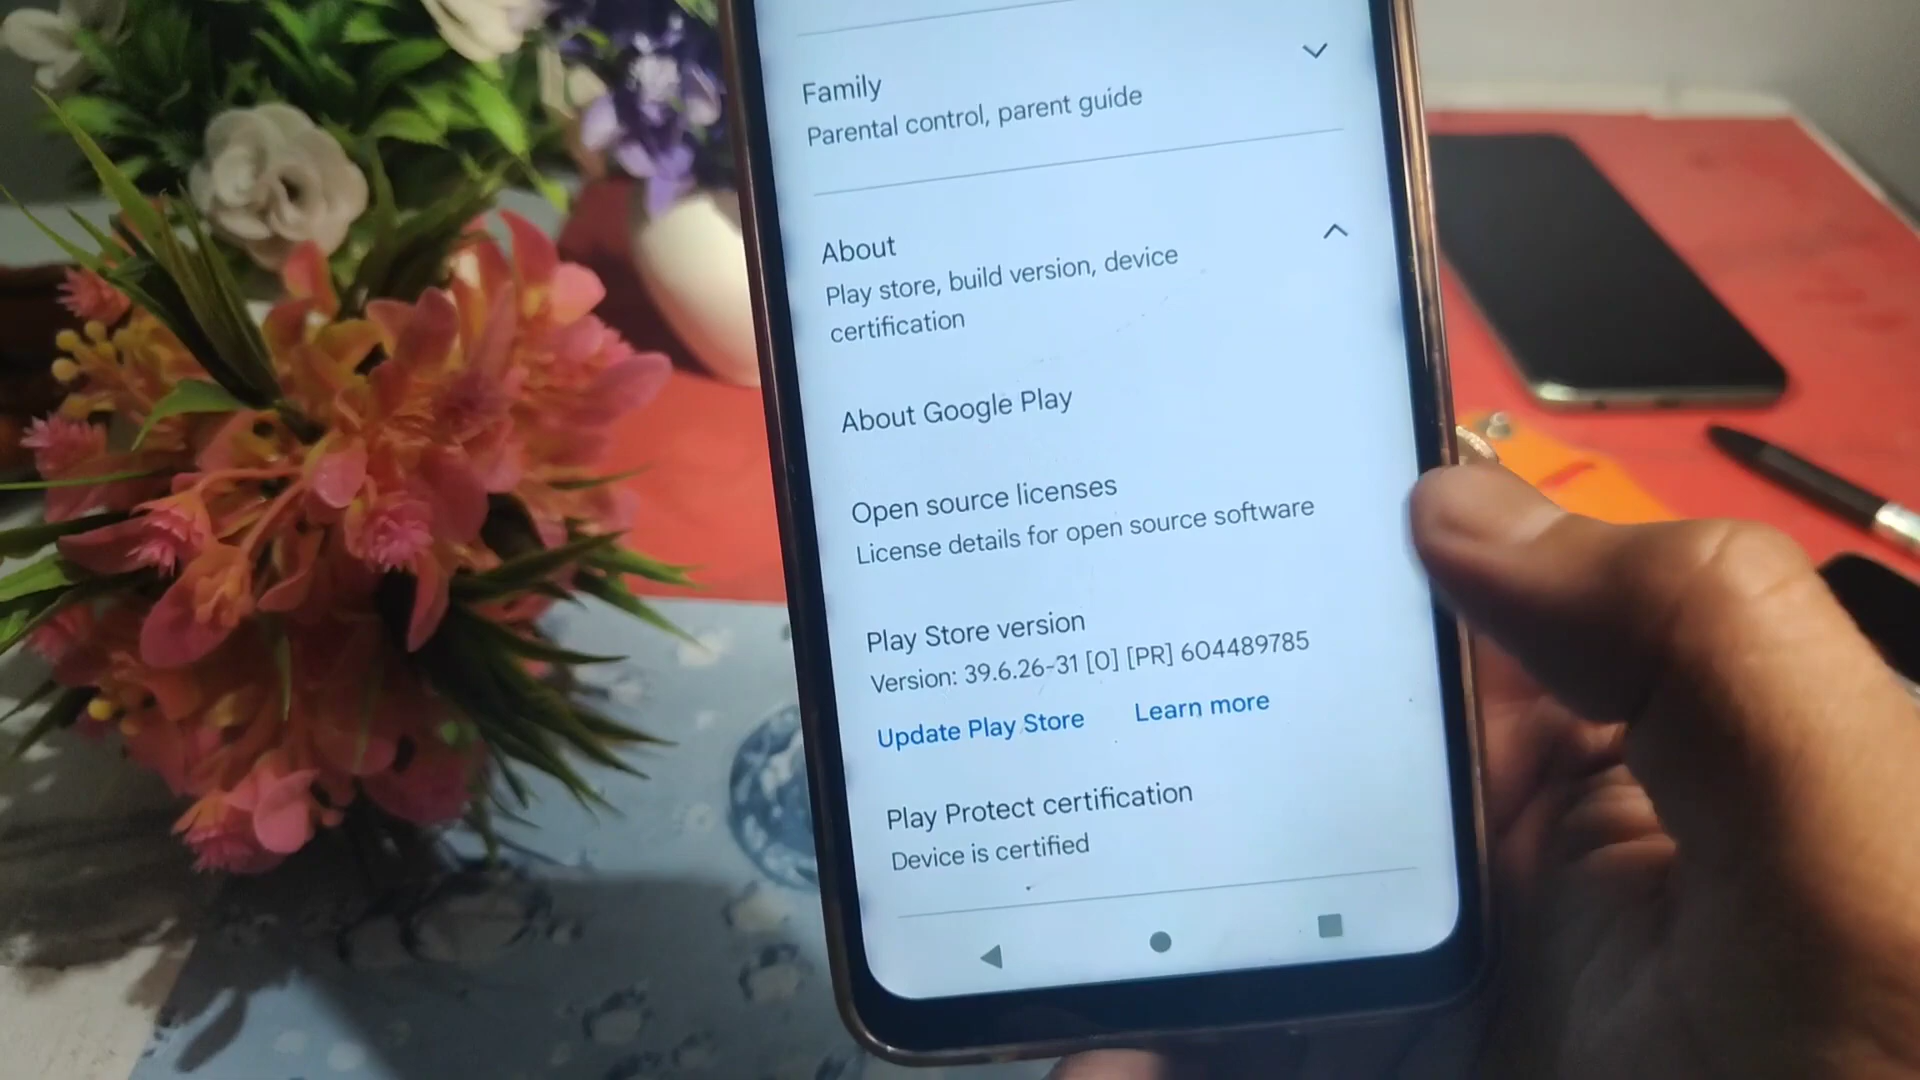 Family
Parental control, parent guide
About
Play store, build version, device
certification
About Google Play
Open source licenses
License details for open source software
Play Store version
Version: 39.6.26-31 [0] [PR] 604489785
Update Play Store
Learn more
Play Protect certification
Device is certified